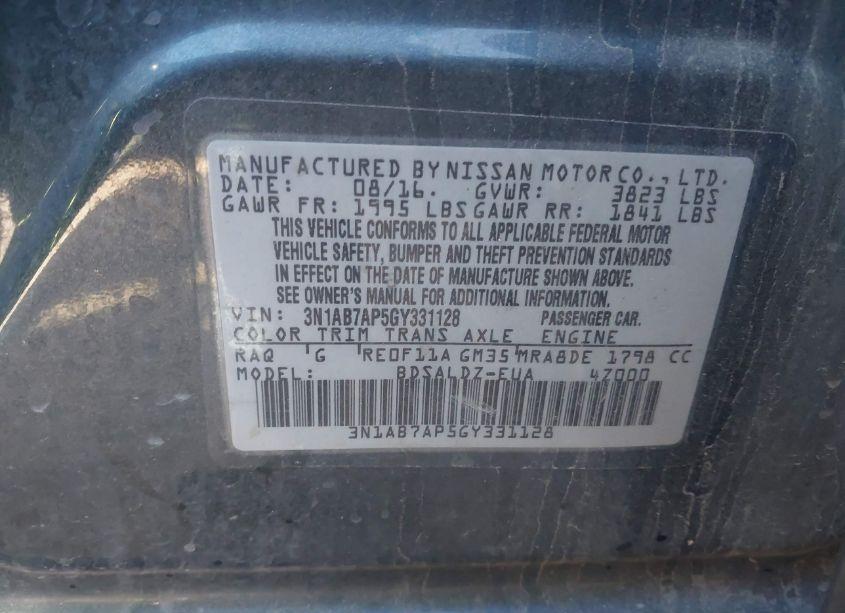 MANUFACTURED BY NISSAN MOTOR CO., LTD.
DATE: 08/16. GVWR: 3823 LBS
GAWR FR: 1995 LBS GAWR RR: 1841 LBS
THIS VEHICLE CONFORMS TO ALL APPLICABLE FEDERAL MOTOR
VEHICLE SAFETY, BUMPER AND THEFT PREVENTION STANDARDS
IN EFFECT ON THE DATE OF MANUFACTURE SHOWN ABOVE.
SEE OWNER'S MANUAL FOR ADDITIONAL INFORMATION.
VIN: 3N1AB7AP5GY331128 PASSENGER CAR.
COLOR TRIM TRANS AXLE ENGINE
RAQ G RE0F11A GM35 MRA8DE 1798 CC
MODEL: BDSALDZ-EUA 4Z000
3N1AB7AP5GY331128